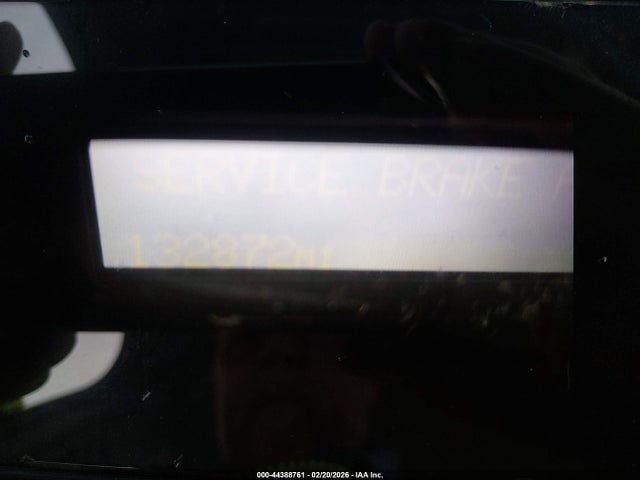 SERVICE BRAKE
132872MI
000-44388761 - 02/20/2026 - IAA Inc.